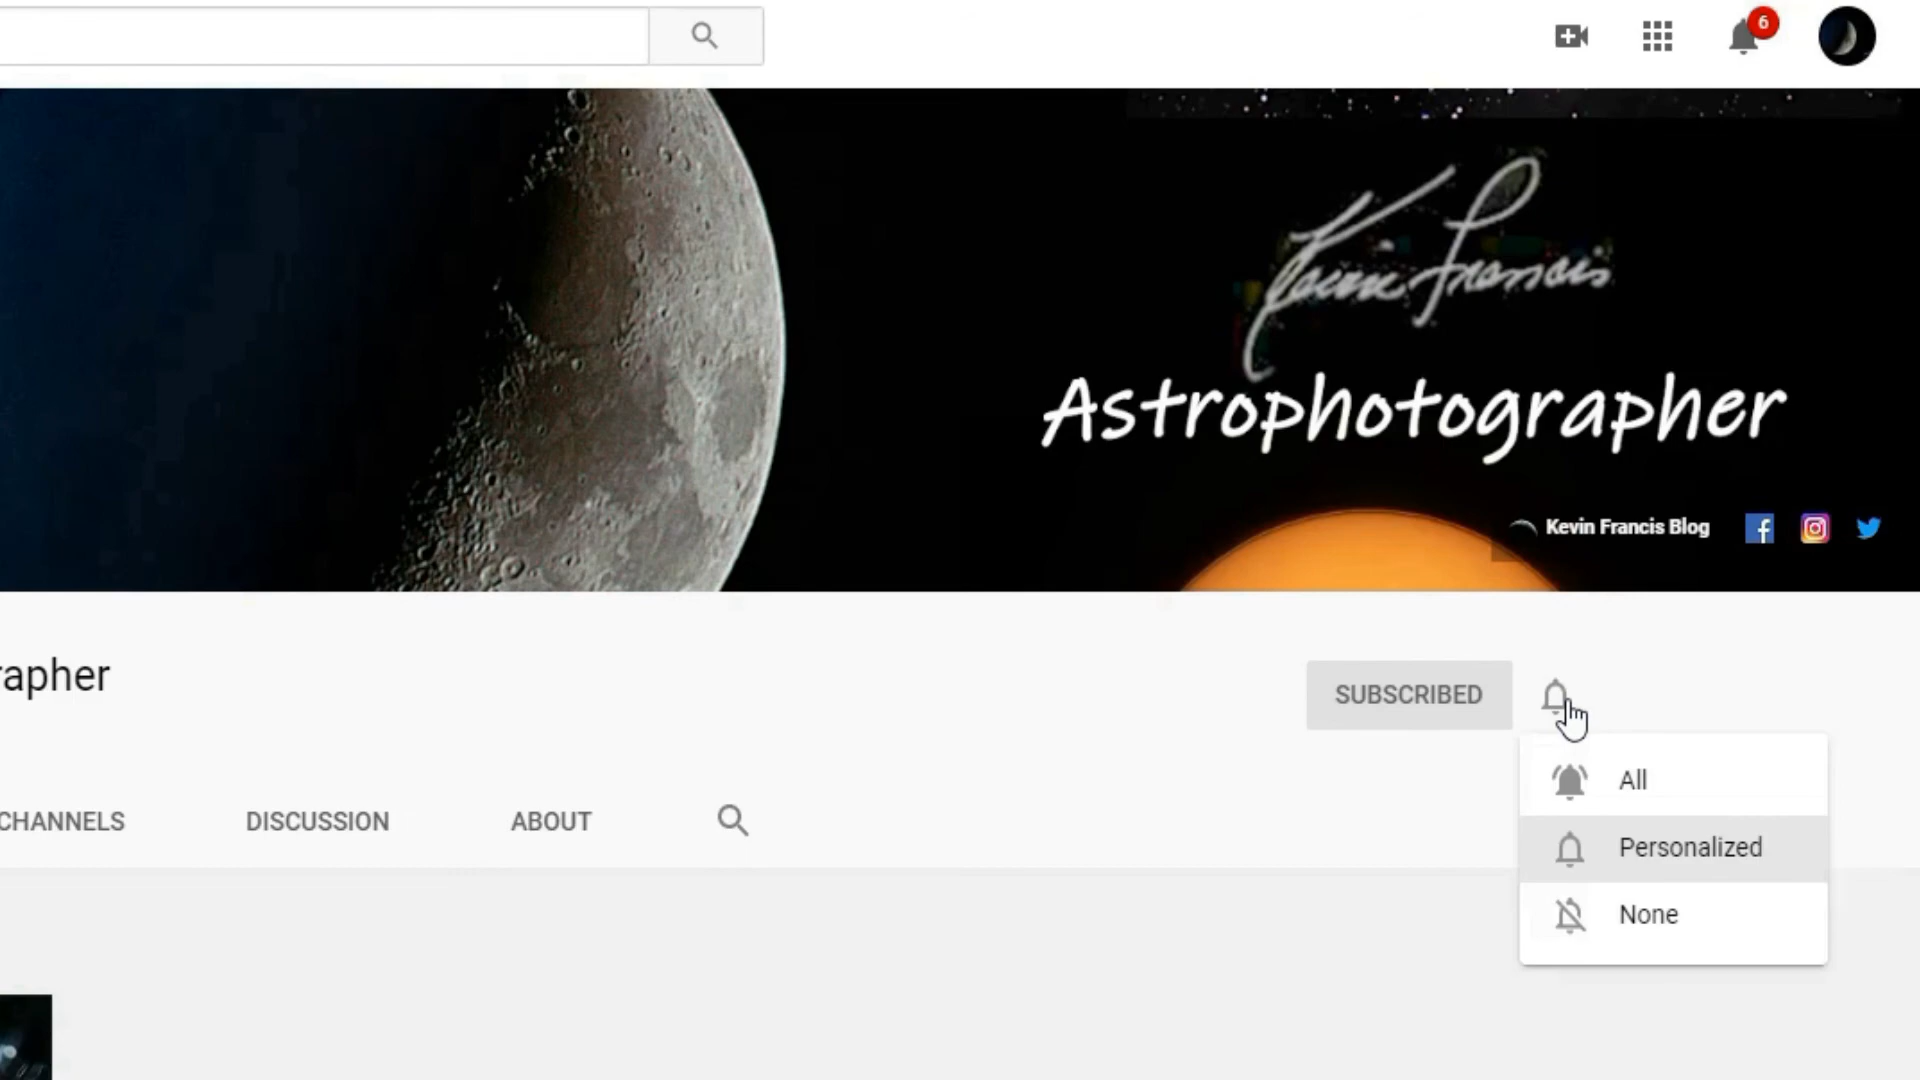 6
Kevin Francis
Astrophotographer
Kevin Francis Blog
rapher
SUBSCRIBED
All
CHANNELS DISCUSSION ABOUT
Personalized
None